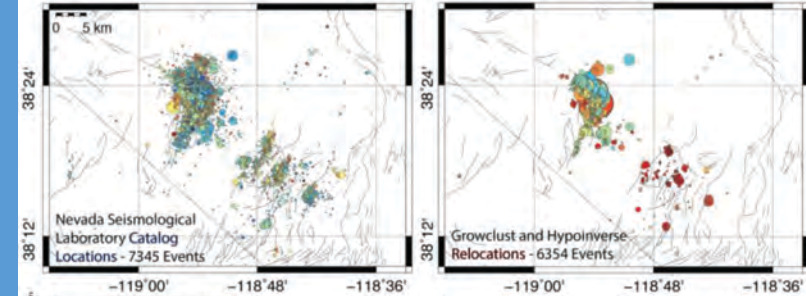 0 5 km
38°24'
38°12'
Nevada Seismological
Laboratory Catalog
Locations - 7345 Events
-119°00' -118°48' -118°36'
38°24'
38°12'
Growclust and Hypoinverse
Relocations - 6354 Events
-119°00' -118°48' -118°36'